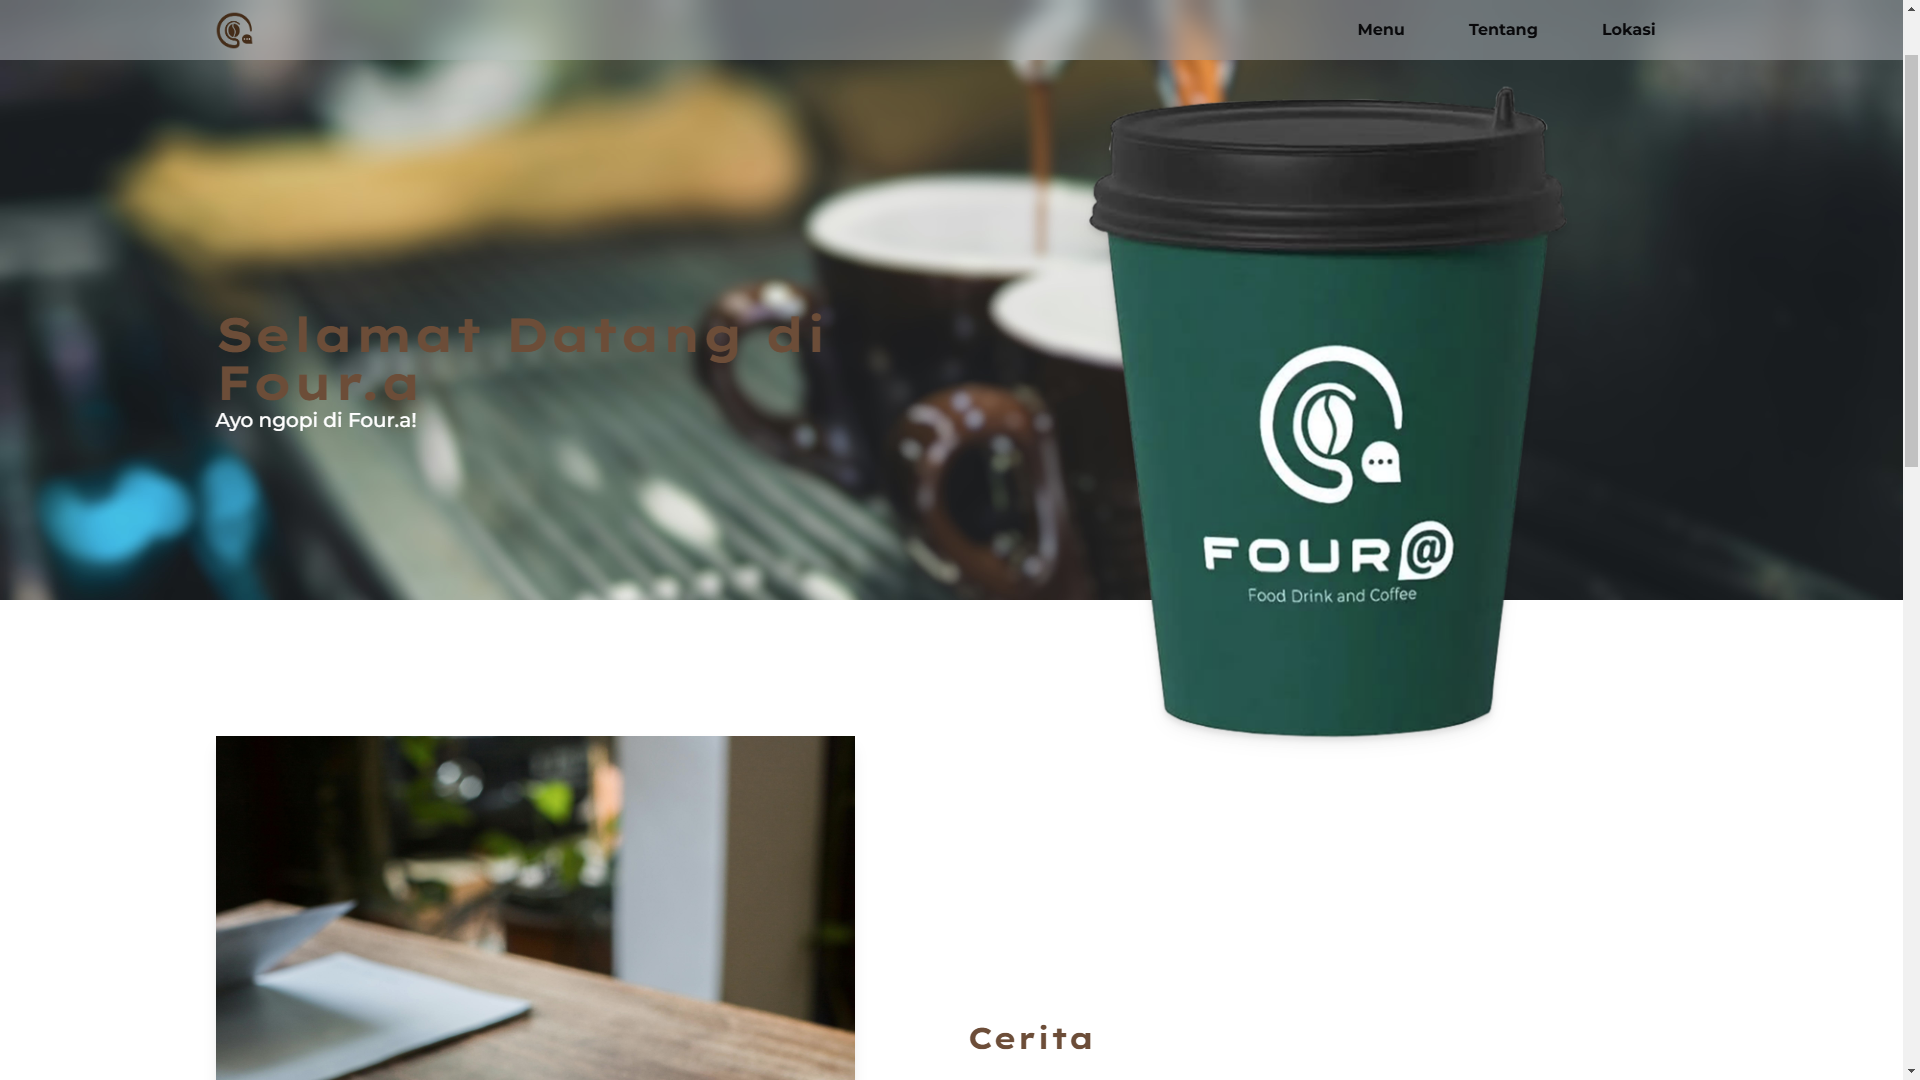 Menu
Tentang
Lokasi
Selamat Datang di
Four.a
Ayo ngopi di Four.a!
FOUR@
Food Drink and Coffee
Cerita